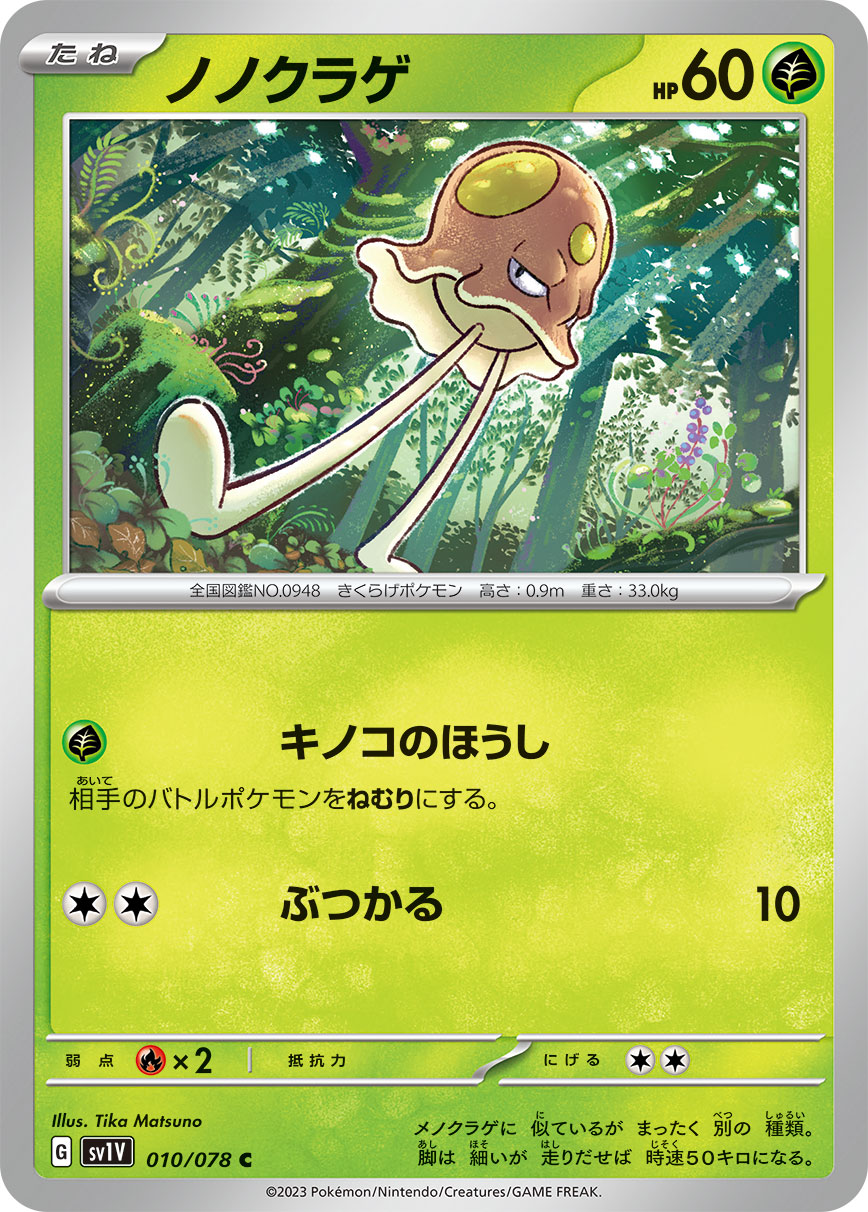 たね ノノクラゲ HP60
全国図鑑NO.0948 きくらげポケモン 高さ:0.9m 重さ:33.0kg
キノコのほうし
あいて
相手のバトルポケモンをねむりにする。
ぶつかる 10
弱点 ×2 抵抗力 にげる
Illus. Tika Matsuno
メノクラゲに 似ているが まったく 別の 種類。
脚は 細いが 走りだせば 時速50キロになる。
に べつ しゅるい
あし ほそ はし じそく
G sv1V 010/078 C
©2023 Pokémon/Nintendo/Creatures/GAME FREAK.